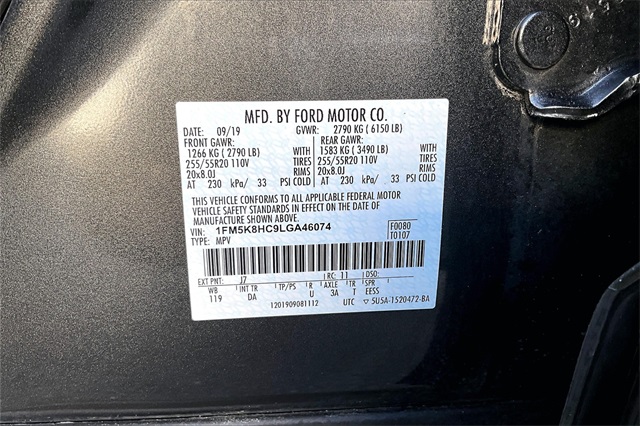 MFD. BY FORD MOTOR CO.
DATE: 09/19 GVWR: 2790 KG ( 6150 LB)
FRONT GAWR: REAR GAWR:
1266 KG ( 2790 LB) WITH 1583 KG ( 3490 LB) WITH
255/55R20 110V TIRES 255/55R20 110V TIRES
20x8.0J RIMS 20x8.0J RIMS
AT 230 kPa/ 33 PSI COLD AT 230 kPa/ 33 PSI COLD
THIS VEHICLE CONFORMS TO ALL APPLICABLE FEDERAL MOTOR
VEHICLE SAFETY STANDARDS IN EFFECT ON THE DATE OF
MANUFACTURE SHOWN ABOVE.
VIN: 1FM5K8HC9LGA46074 F0080
TYPE: MPV T0107
EXT PNT: J7 RC: 11 DSO:
WB INT TR TP/PS R AXLE TR SPR
119 DA U 3A T EESS
1201909081112 UTC ▽ 5U5A-1520472-BA